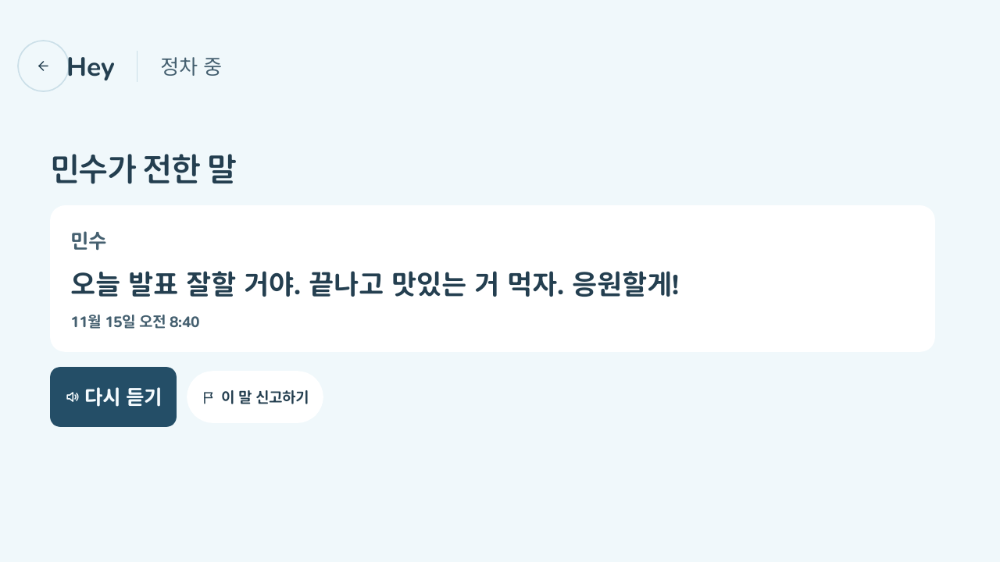 Hey
정차 중
민수가 전한 말
민수
오늘 발표 잘할 거야. 끝나고 맛있는 거 먹자. 응원할게!
11월 15일 오전 8:40
다시 듣기
이 말 신고하기